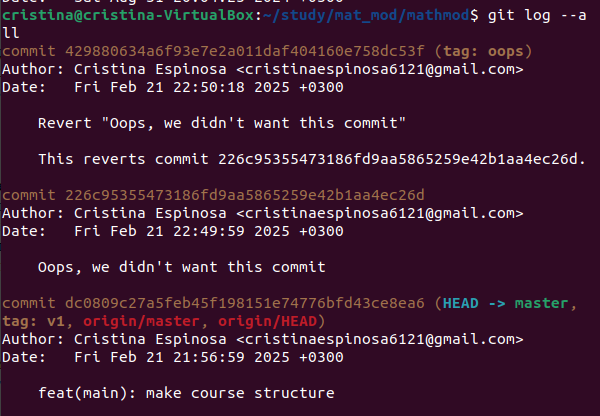 cristina@cristina-VirtualBox:~/study/mat_mod/mathmod$ git log --a
ll
commit 429880634a6f93e7e2a011daf404160e758dc53f (tag: oops)
Author: Cristina Espinosa <cristinaespinosa6121@gmail.com>
Date:   Fri Feb 21 22:50:18 2025 +0300
    Revert "Oops, we didn't want this commit"
    This reverts commit 226c95355473186fd9aa5865259e42b1aa4ec26d.
commit 226c95355473186fd9aa5865259e42b1aa4ec26d
Author: Cristina Espinosa <cristinaespinosa6121@gmail.com>
Date:   Fri Feb 21 22:49:59 2025 +0300
    Oops, we didn't want this commit
commit dc0809c27a5feb45f198151e74776bfd43ce8ea6 (HEAD -> master,
tag: v1, origin/master, origin/HEAD)
Author: Cristina Espinosa <cristinaespinosa6121@gmail.com>
Date:   Fri Feb 21 21:56:59 2025 +0300
    feat(main): make course structure